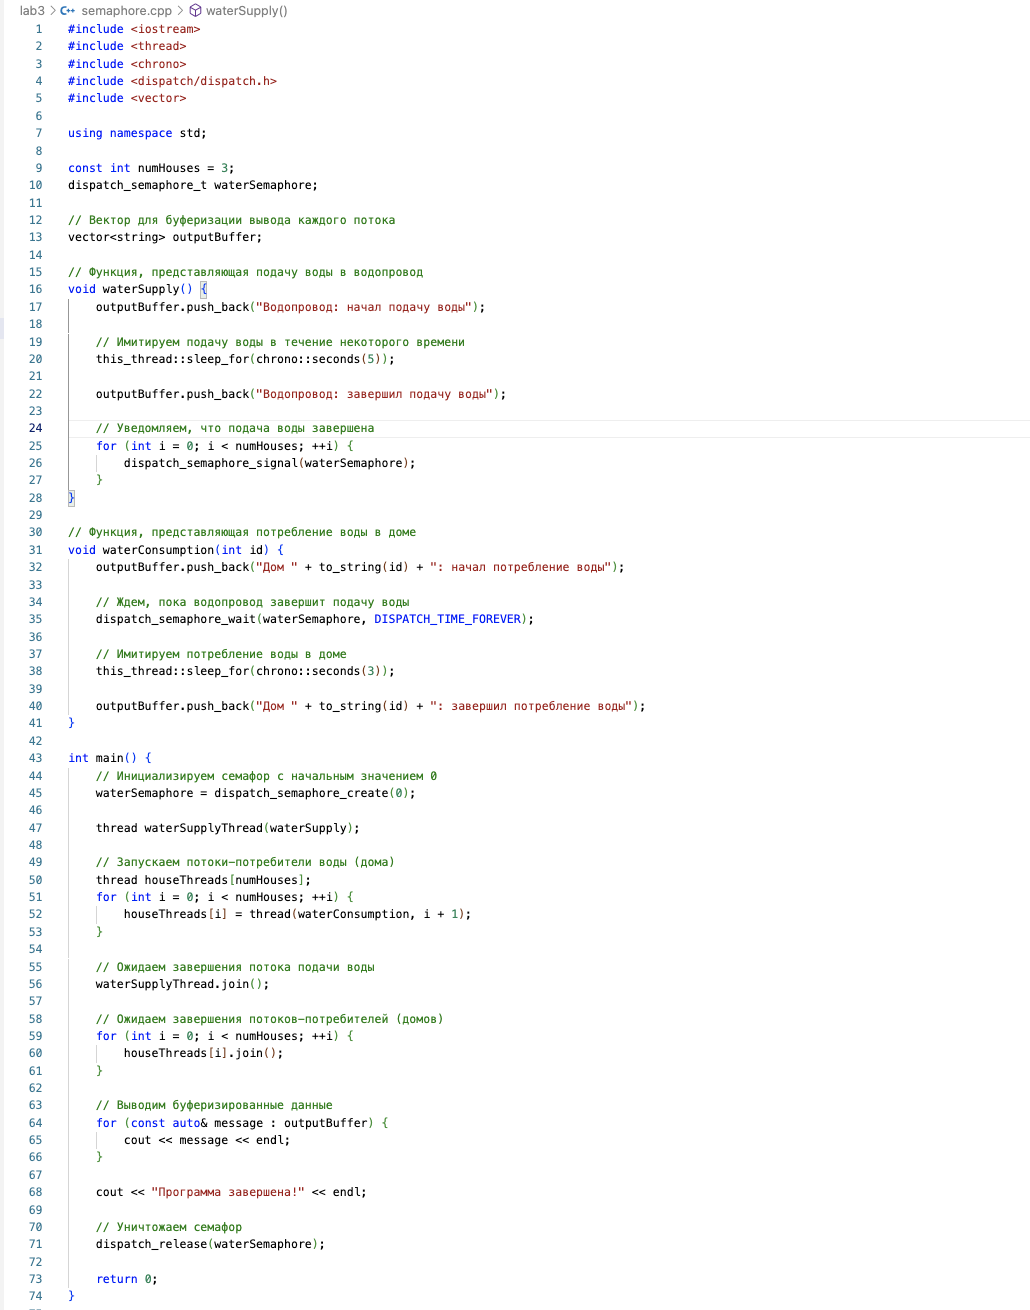 lab3 > C++ semaphore.cpp > waterSupply()
1 #include <iostream>
2 #include <thread>
3 #include <chrono>
4 #include <dispatch/dispatch.h>
5 #include <vector>
6
7 using namespace std;
8
9 const int numHouses = 3;
10 dispatch_semaphore_t waterSemaphore;
11
12 // Вектор для буферизации вывода каждого потока
13 vector<string> outputBuffer;
14
15 // Функция, представляющая подачу воды в водопровод
16 void waterSupply() {
17     outputBuffer.push_back("Водопровод: начал подачу воды");
18
19     // Имитируем подачу воды в течение некоторого времени
20     this_thread::sleep_for(chrono::seconds(5));
21
22     outputBuffer.push_back("Водопровод: завершил подачу воды");
23
24     // Уведомляем, что подача воды завершена
25     for (int i = 0; i < numHouses; ++i) {
26         dispatch_semaphore_signal(waterSemaphore);
27     }
28 }
29
30 // Функция, представляющая потребление воды в доме
31 void waterConsumption(int id) {
32     outputBuffer.push_back("Дом " + to_string(id) + ": начал потребление воды");
33
34     // Ждем, пока водопровод завершит подачу воды
35     dispatch_semaphore_wait(waterSemaphore, DISPATCH_TIME_FOREVER);
36
37     // Имитируем потребление воды в доме
38     this_thread::sleep_for(chrono::seconds(3));
39
40     outputBuffer.push_back("Дом " + to_string(id) + ": завершил потребление воды");
41 }
42
43 int main() {
44     // Инициализируем семафор с начальным значением 0
45     waterSemaphore = dispatch_semaphore_create(0);
46
47     thread waterSupplyThread(waterSupply);
48
49     // Запускаем потоки-потребители воды (дома)
50     thread houseThreads[numHouses];
51     for (int i = 0; i < numHouses; ++i) {
52         houseThreads[i] = thread(waterConsumption, i + 1);
53     }
54
55     // Ожидаем завершения потока подачи воды
56     waterSupplyThread.join();
57
58     // Ожидаем завершения потоков-потребителей (домов)
59     for (int i = 0; i < numHouses; ++i) {
60         houseThreads[i].join();
61     }
62
63     // Выводим буферизированные данные
64     for (const auto& message : outputBuffer) {
65         cout << message << endl;
66     }
67
68     cout << "Программа завершена!" << endl;
69
70     // Уничтожаем семафор
71     dispatch_release(waterSemaphore);
72
73     return 0;
74 }